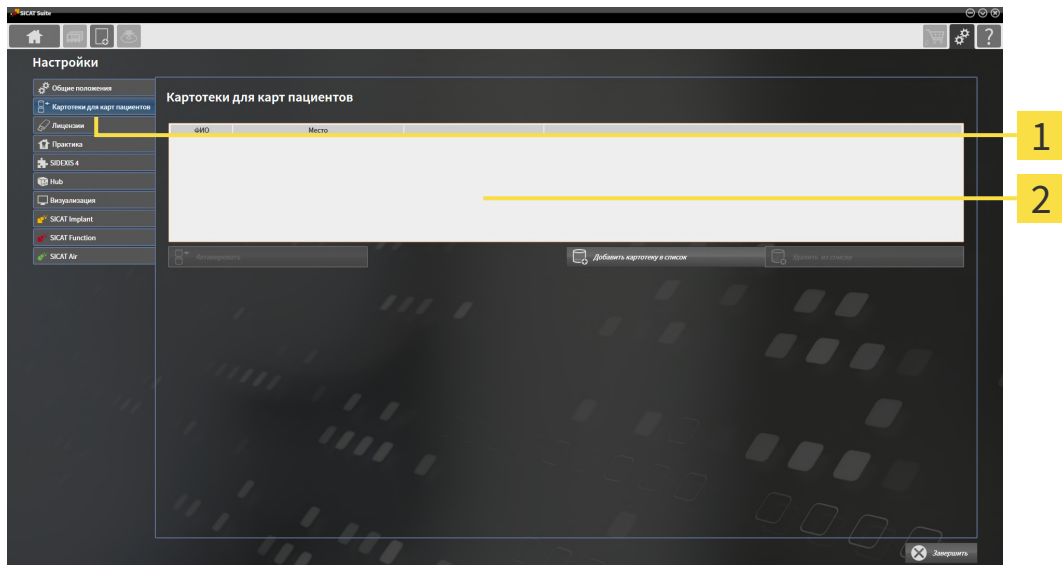 SICAT Suite
?
Настройки
Общие положения
Картотеки для карт пациентов
Лицензии
Практика
SIDEXIS 4
Hub
Визуализация
SICAT Implant
SICAT Function
SICAT Air
Картотеки для карт пациентов
ФИО Место
Активировать
Добавить картотеку в список
Удалить из списка
Завершить
1
2